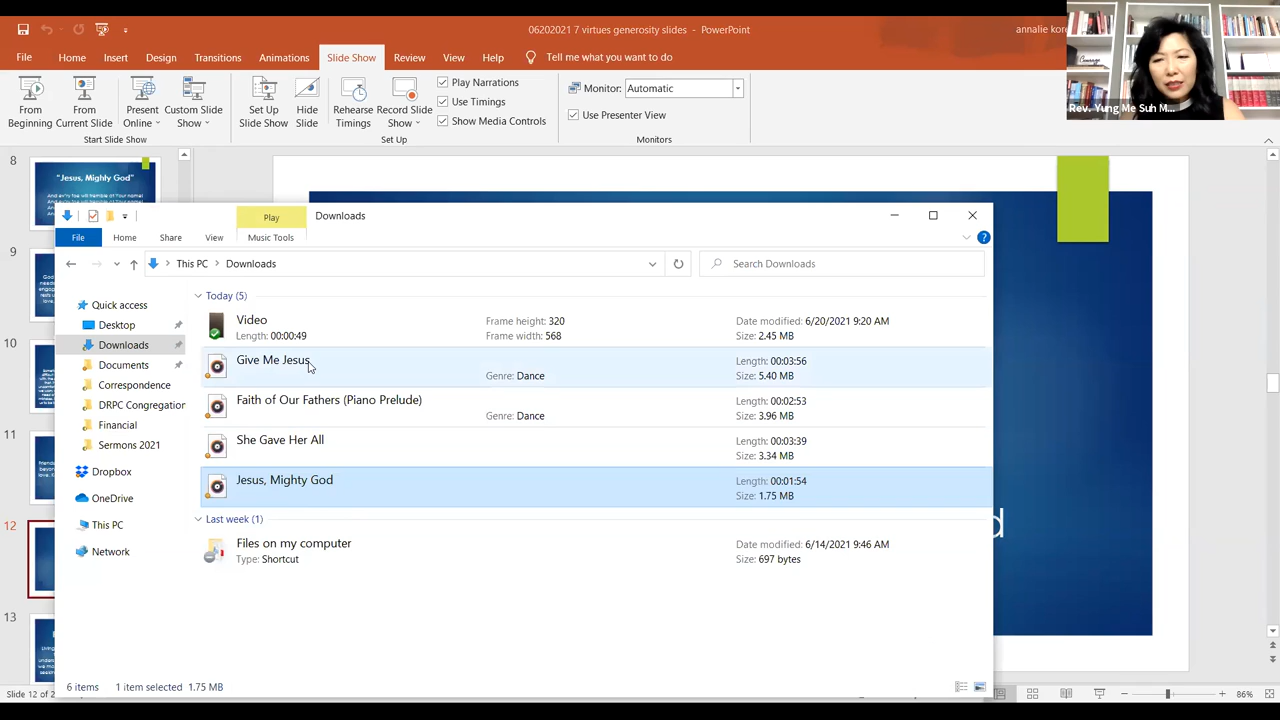 06202021 7 virtues generosity slides - PowerPoint
annalie kor
File
Home
Insert
Design
Transitions
Animations
Slide Show
Review
View
Help
Tell me what you want to do
From Beginning
From Current Slide
Present Online
Custom Slide Show
Set Up Slide Show
Hide Slide
Rehearse Timings
Record Slide Show
Play Narrations
Use Timings
Show Media Controls
Monitor:
Automatic
Use Presenter View
Start Slide Show
Set Up
Monitors
Rev. Yung Me Suh M...
8
"Jesus, Mighty God"
9
10
11
12
13
Play
Downloads
File
Home
Share
View
Music Tools
This PC
Downloads
Search Downloads
Quick access
Desktop
Downloads
Documents
Correspondence
DRPC Congregation
Financial
Sermons 2021
Dropbox
OneDrive
This PC
Network
Today (5)
Video
Length: 00:00:49
Frame height: 320
Frame width: 568
Date modified: 6/20/2021 9:20 AM
Size: 2.45 MB
Give Me Jesus
Genre: Dance
Length: 00:03:56
Size: 5.40 MB
Faith of Our Fathers (Piano Prelude)
Genre: Dance
Length: 00:02:53
Size: 3.96 MB
She Gave Her All
Length: 00:03:39
Size: 3.34 MB
Jesus, Mighty God
Length: 00:01:54
Size: 1.75 MB
Last week (1)
Files on my computer
Type: Shortcut
Date modified: 6/14/2021 9:46 AM
Size: 697 bytes
d
6 items
1 item selected 1.75 MB
Slide 12 of 2
86%